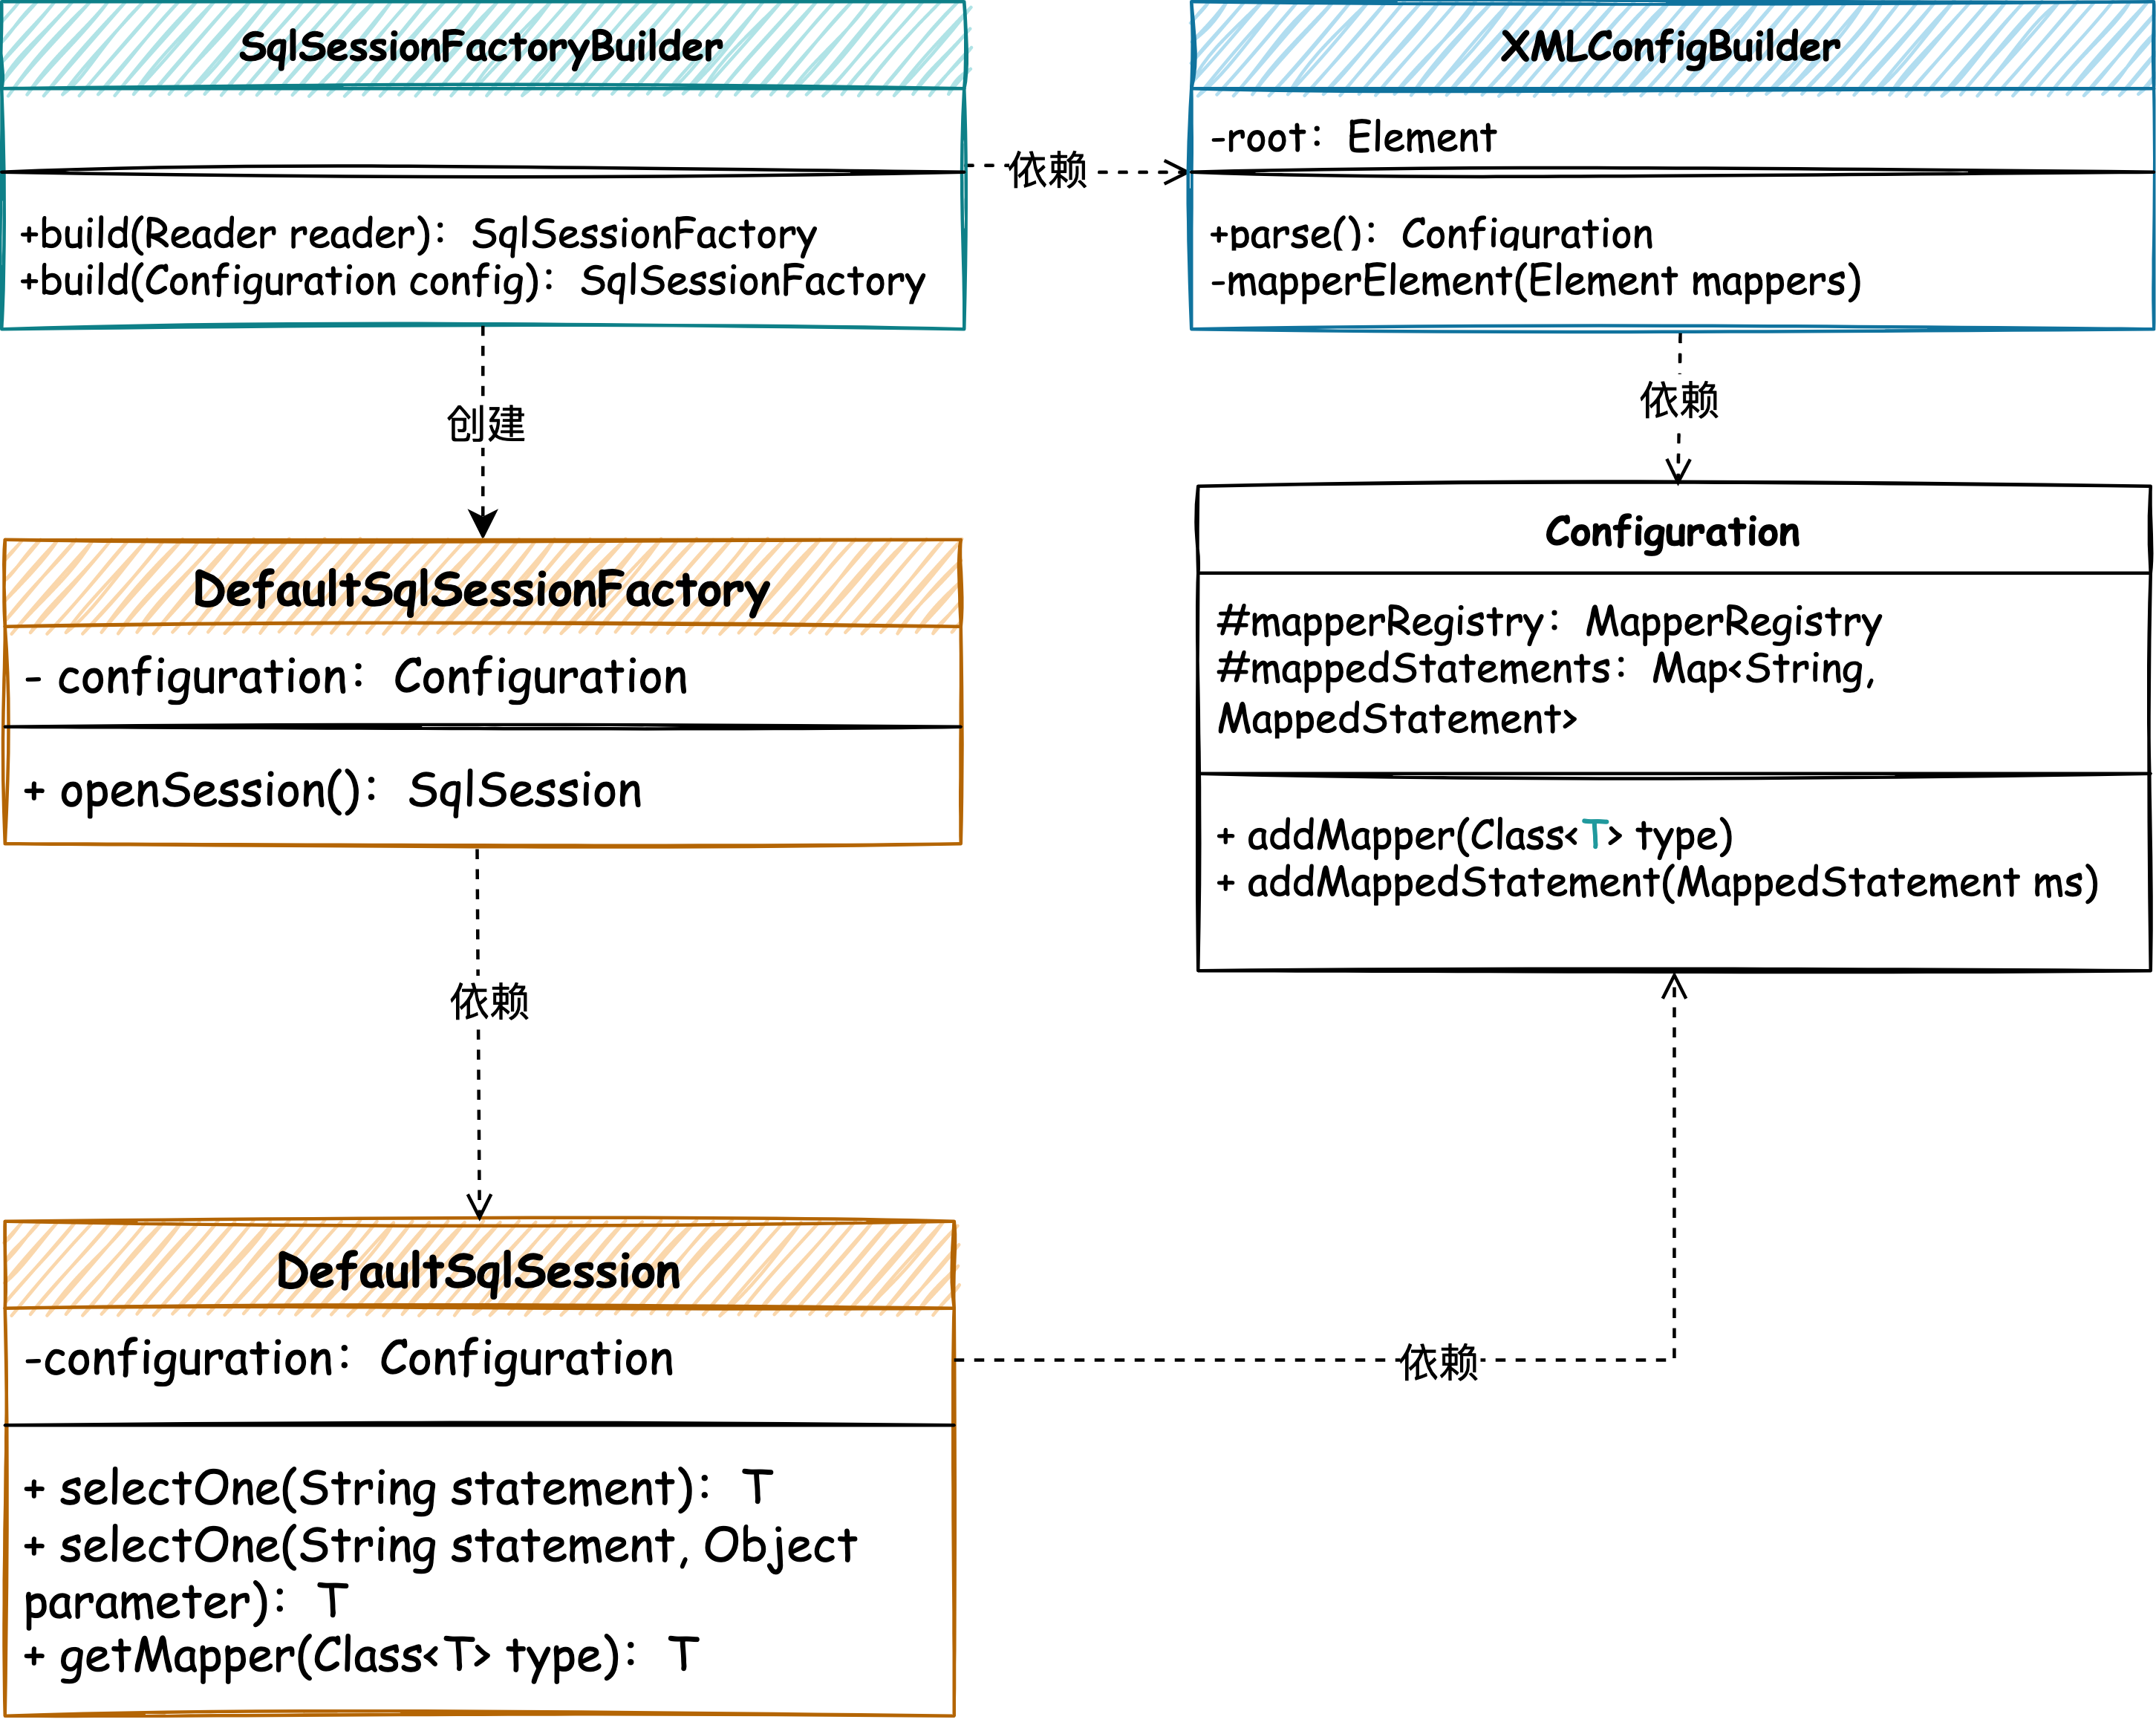 SqlSessionFactoryBuilder
+build(Reader reader)： SqlSessionFactory
+build(Configuration config)： SqlSessionFactory
依赖
XMLConfigBuilder
-root： Element
+parse()： Configuration
-mapperElement(Element mappers)
创建
依赖
DefaultSqlSessionFactory
- configuration： Configuration
+ openSession()： SqlSession
Configuration
#mapperRegistry： MapperRegistry
#mappedStatements： Map<String,
MappedStatement>
+ addMapper(Class<T> type)
+ addMappedStatement(MappedStatement ms)
依赖
DefaultSqlSession
-configuration： Configuration
+ selectOne(String statement)： T
+ selectOne(String statement, Object
parameter)： T
+ getMapper(Class<T> type)： T
依赖